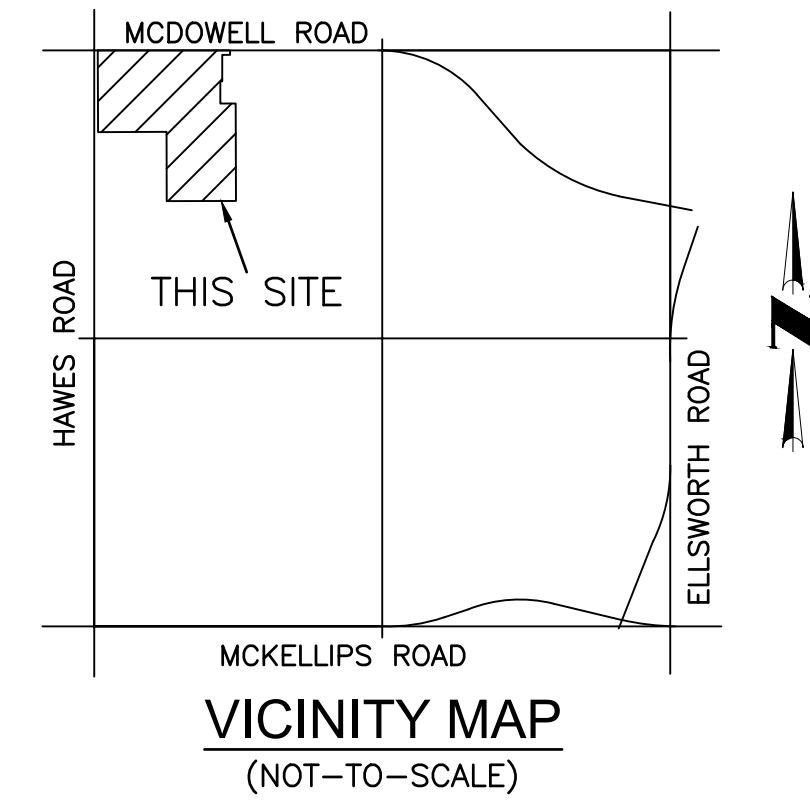 MCDOWELL ROAD
THIS SITE
HAWES ROAD
N
ELLSWORTH ROAD
MCKELLIPS ROAD
VICINITY MAP
(NOT-TO-SCALE)